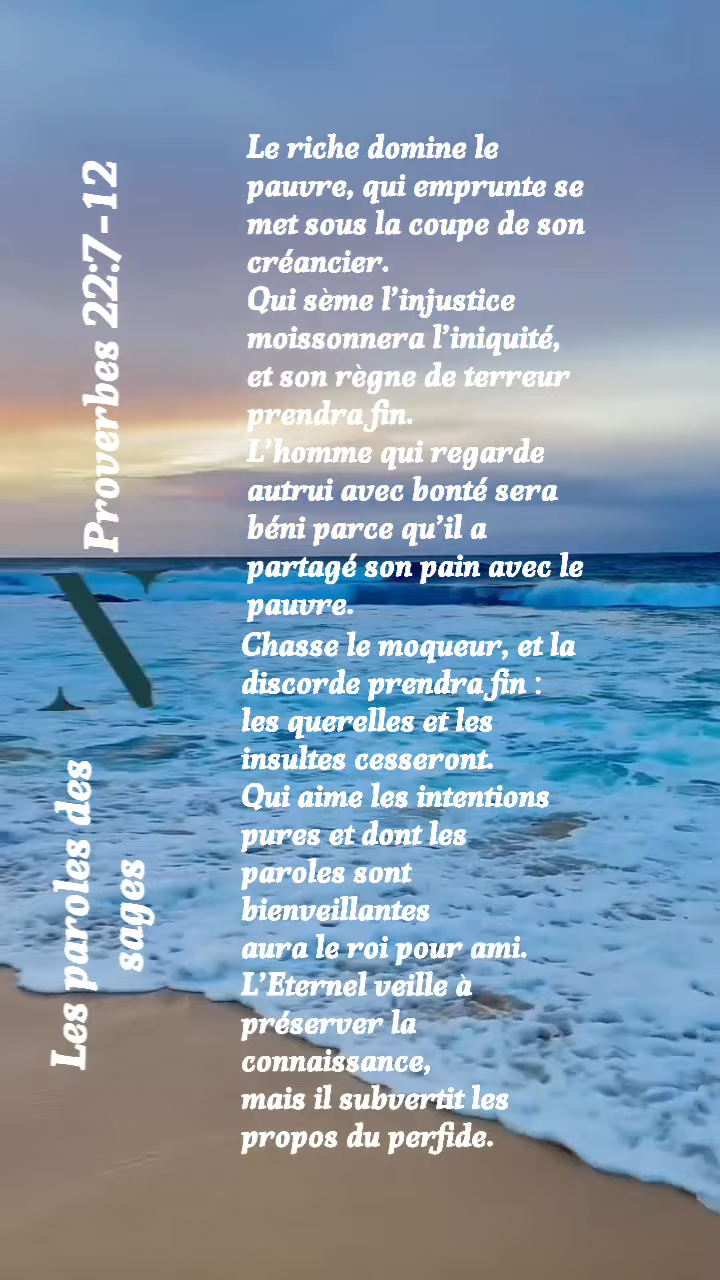 Proverbes 22:7-12
Le riche domine le
pauvre, qui emprunte se
met sous la coupe de son
créancier.
Qui sème l’injustice
moissonnera l’iniquité,
et son règne de terreur
prendra fin.
L’homme qui regarde
autrui avec bonté sera
béni parce qu’il a
partagé son pain avec le
pauvre.
Chasse le moqueur, et la
discorde prendra fin :
les querelles et les
insultes cesseront.
Qui aime les intentions
pures et dont les
paroles sont
bienveillantes
aura le roi pour ami.
L’Eternel veille à
préserver la
connaissance,
mais il subvertit les
propos du perfide.
Les paroles des
sages